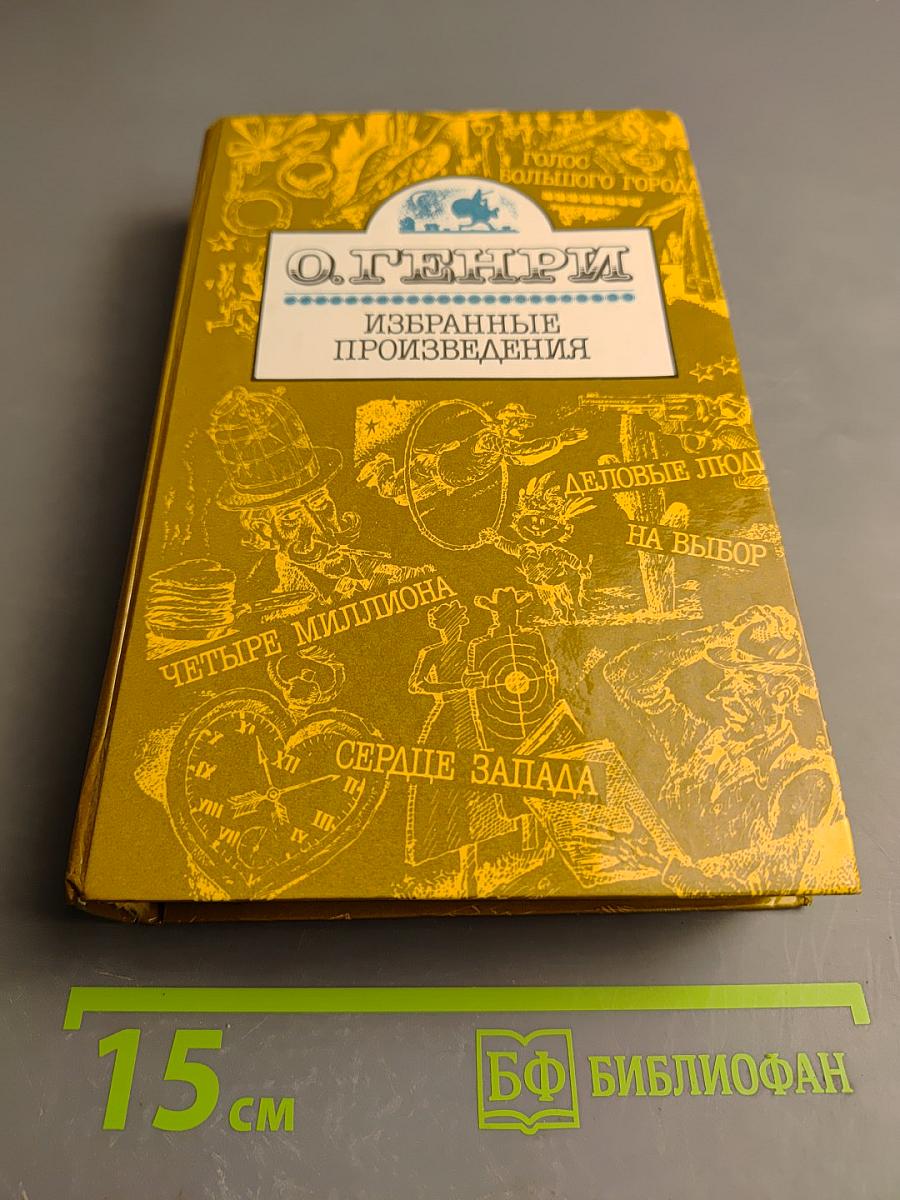 ГОЛОС
БОЛЬШОГО ГОРОДА
О. ГЕНРИ
ИЗБРАННЫЕ
ПРОИЗВЕДЕНИЯ
ДЕЛОВЫЕ ЛЮДИ
НА ВЫБОР
ЧЕТЫРЕ МИЛЛИОНА
СЕРДЦЕ ЗАПАДА
15 см
БФ БИБЛИОФАН